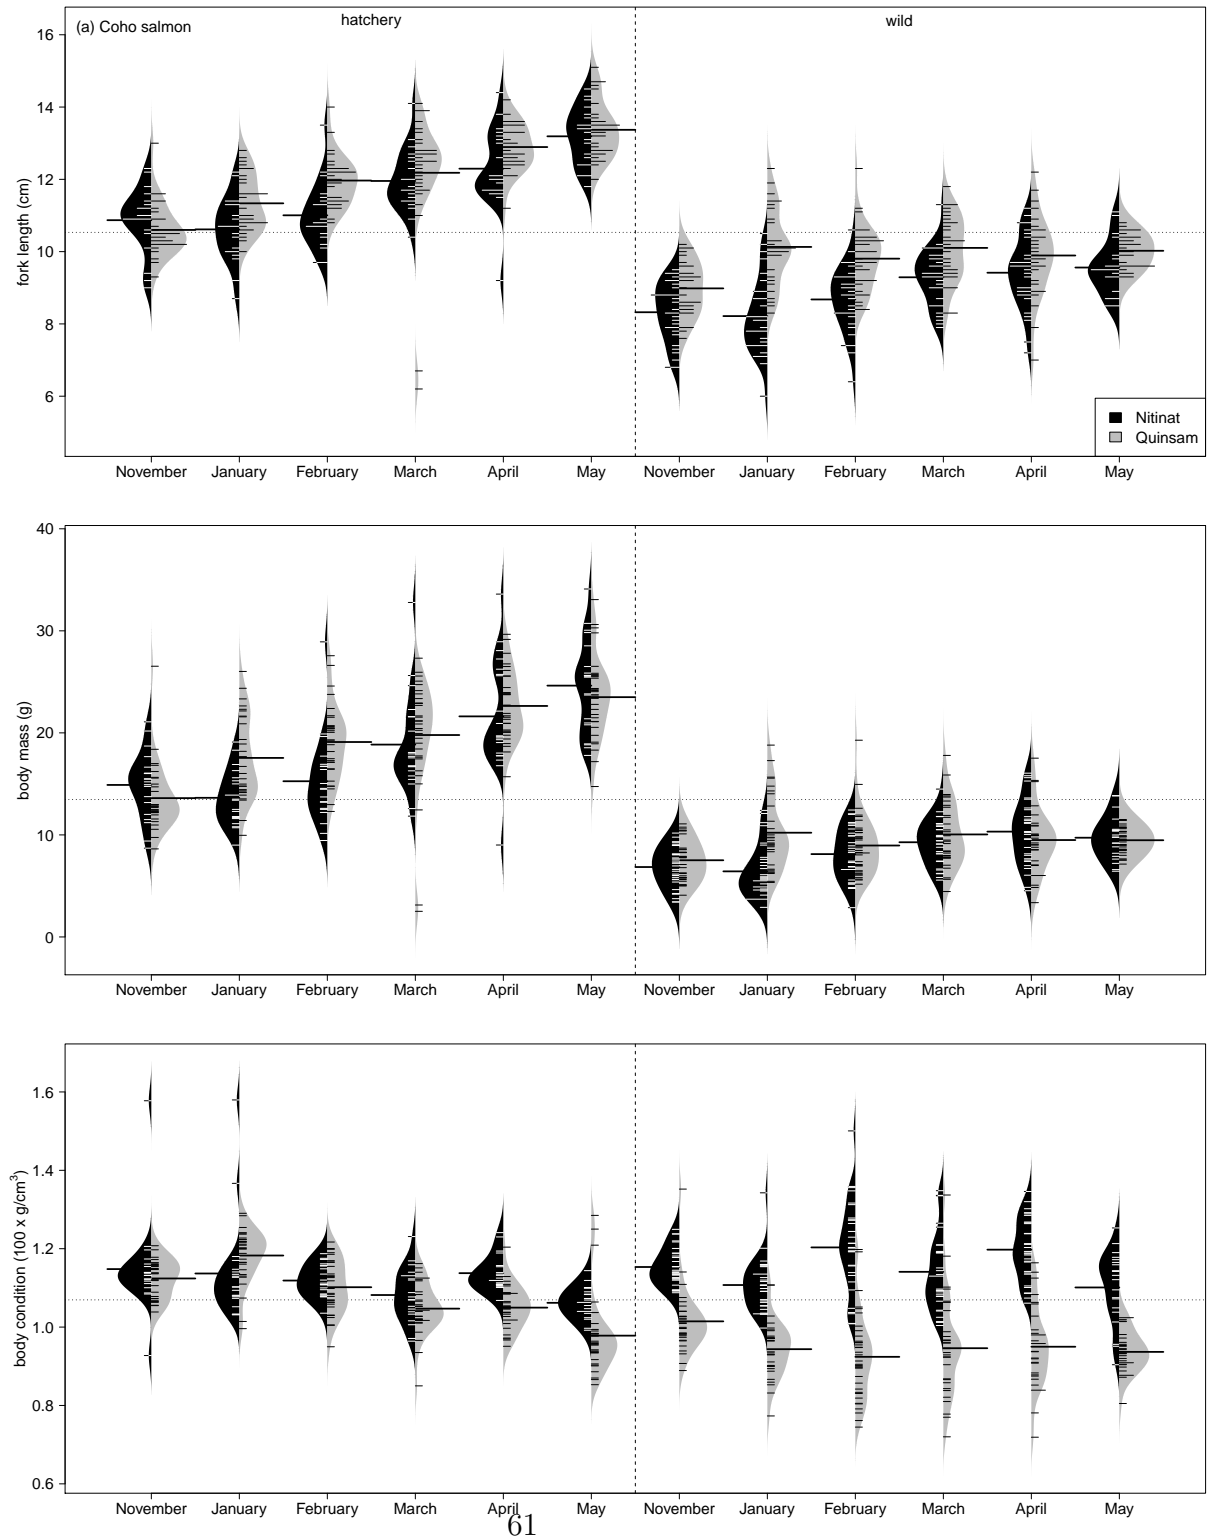 (a) Coho salmon
hatchery
wild
fork length (cm)
16
14
12
10
8
6
Nitinat
Quinsam
November January February March April May November January February March April May
body mass (g)
40
30
20
10
0
November January February March April May November January February March April May
body condition (100 x g/cm³)
1.6
1.4
1.2
1.0
0.8
0.6
November January February March April May November January February March April May
61